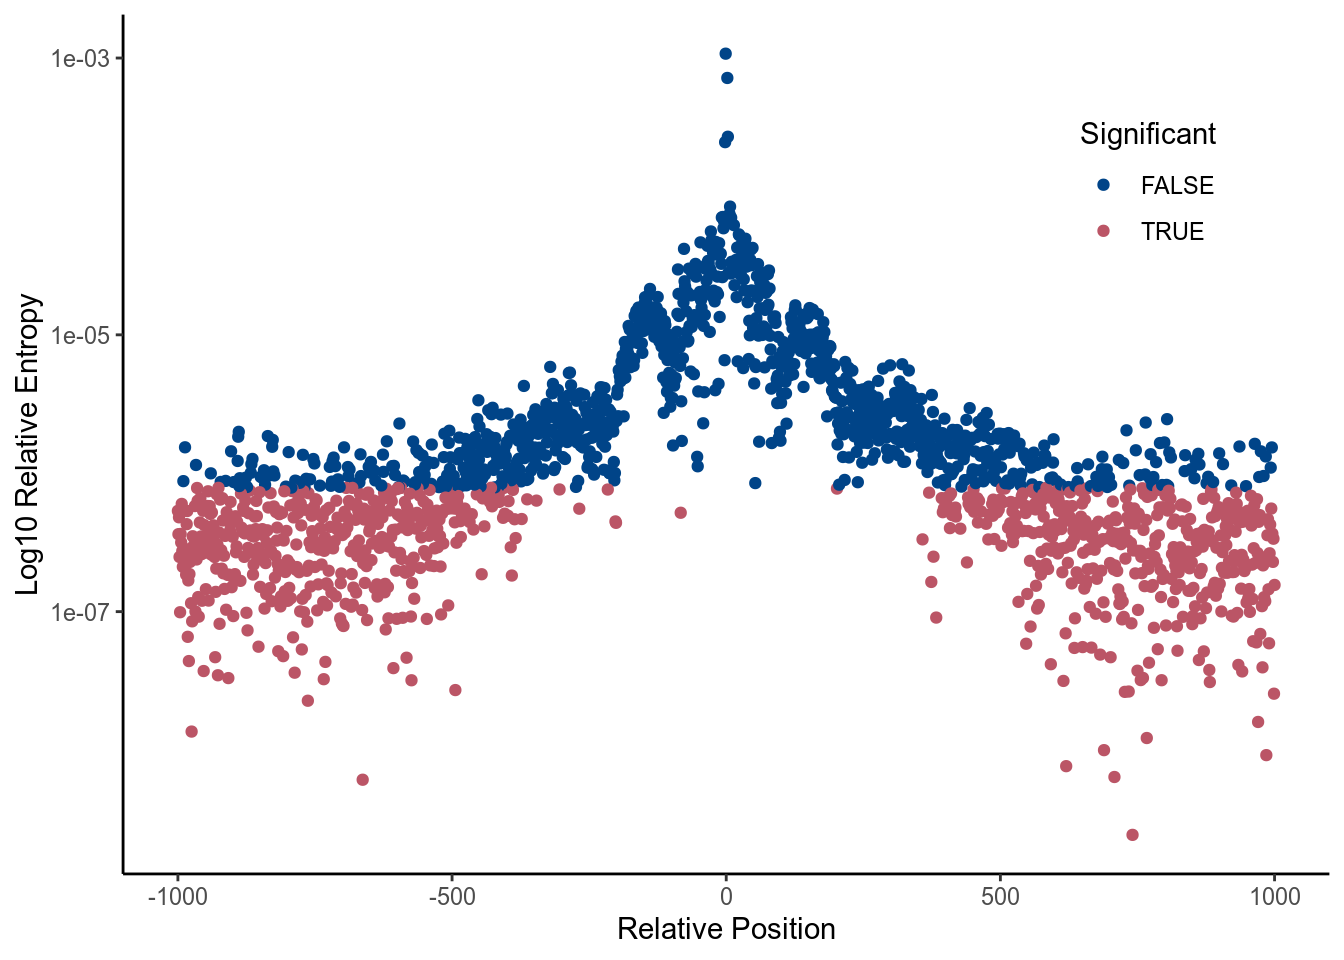 1e-03
1e-05
1e-07
Log10 Relative Entropy
Significant
FALSE
TRUE
-1000
-500
0
500
1000
Relative Position